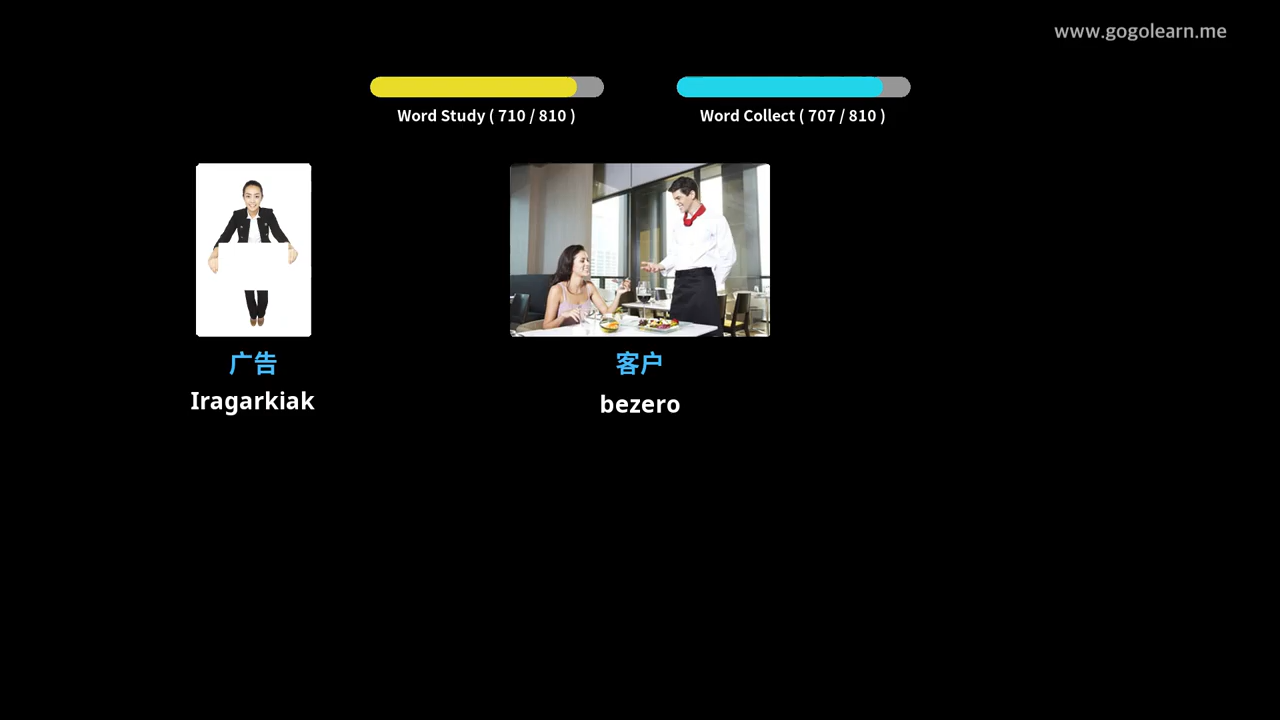 www.gogolearn.me
Word Study ( 710 / 810 )
Word Collect ( 707 / 810 )
广告
Iragarkiak
客户
bezero